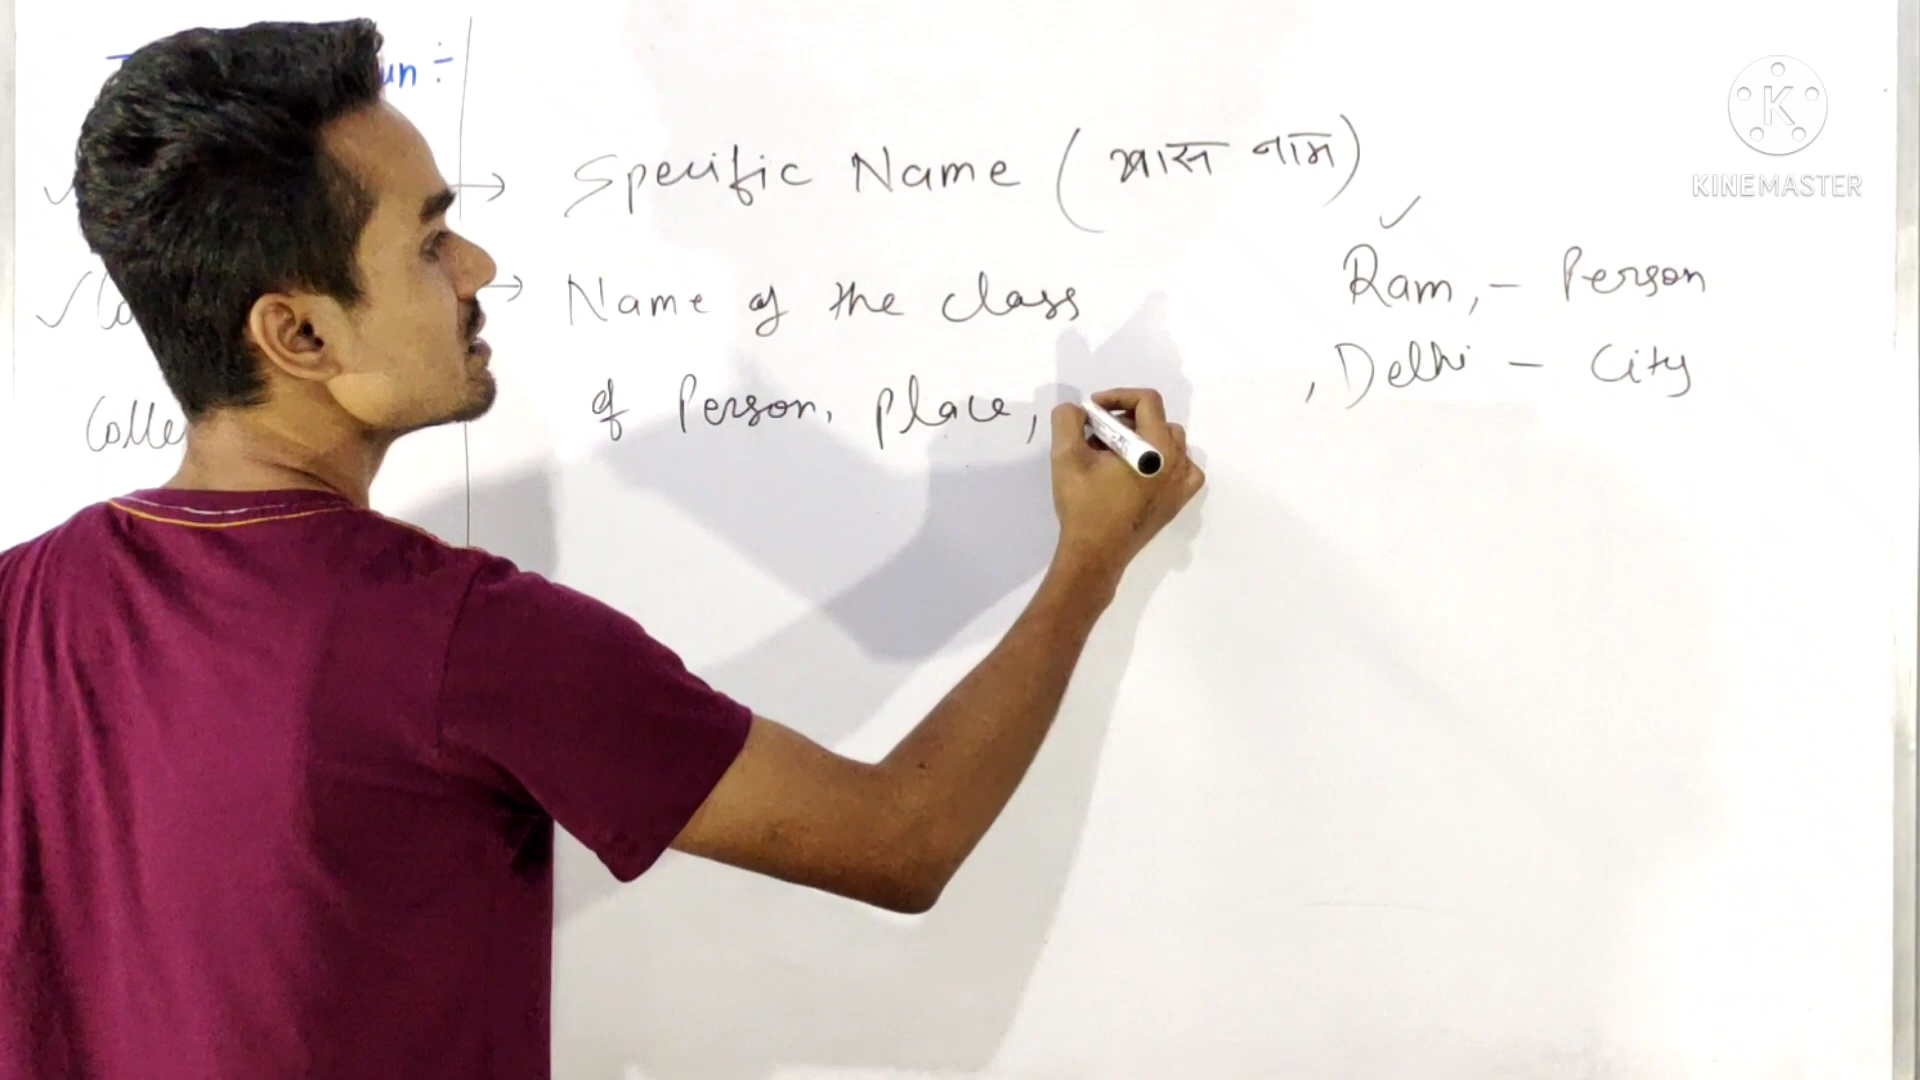 un :-
→ Specific Name (खास नाम)
→ Name of the class
of Person, place,
Ram, - Person
, Delhi - City
Colle
KINEMASTER